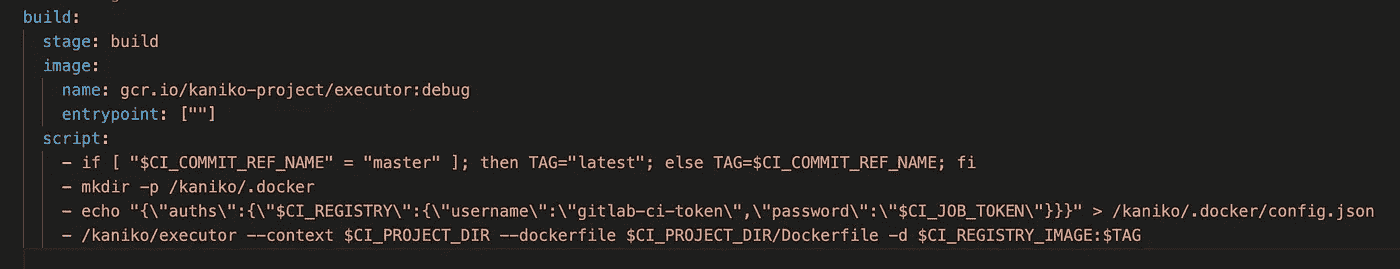 build:
  stage: build
  image:
    name: gcr.io/kaniko-project/executor:debug
    entrypoint: [""]
  script:
    - if [ "$CI_COMMIT_REF_NAME" = "master" ]; then TAG="latest"; else TAG=$CI_COMMIT_REF_NAME; fi
    - mkdir -p /kaniko/.docker
    - echo "{\"auths\":{\"$CI_REGISTRY\":{\"username\":\"gitlab-ci-token\",\"password\":\"$CI_JOB_TOKEN\"}}}" > /kaniko/.docker/config.json
    - /kaniko/executor --context $CI_PROJECT_DIR --dockerfile $CI_PROJECT_DIR/Dockerfile -d $CI_REGISTRY_IMAGE:$TAG